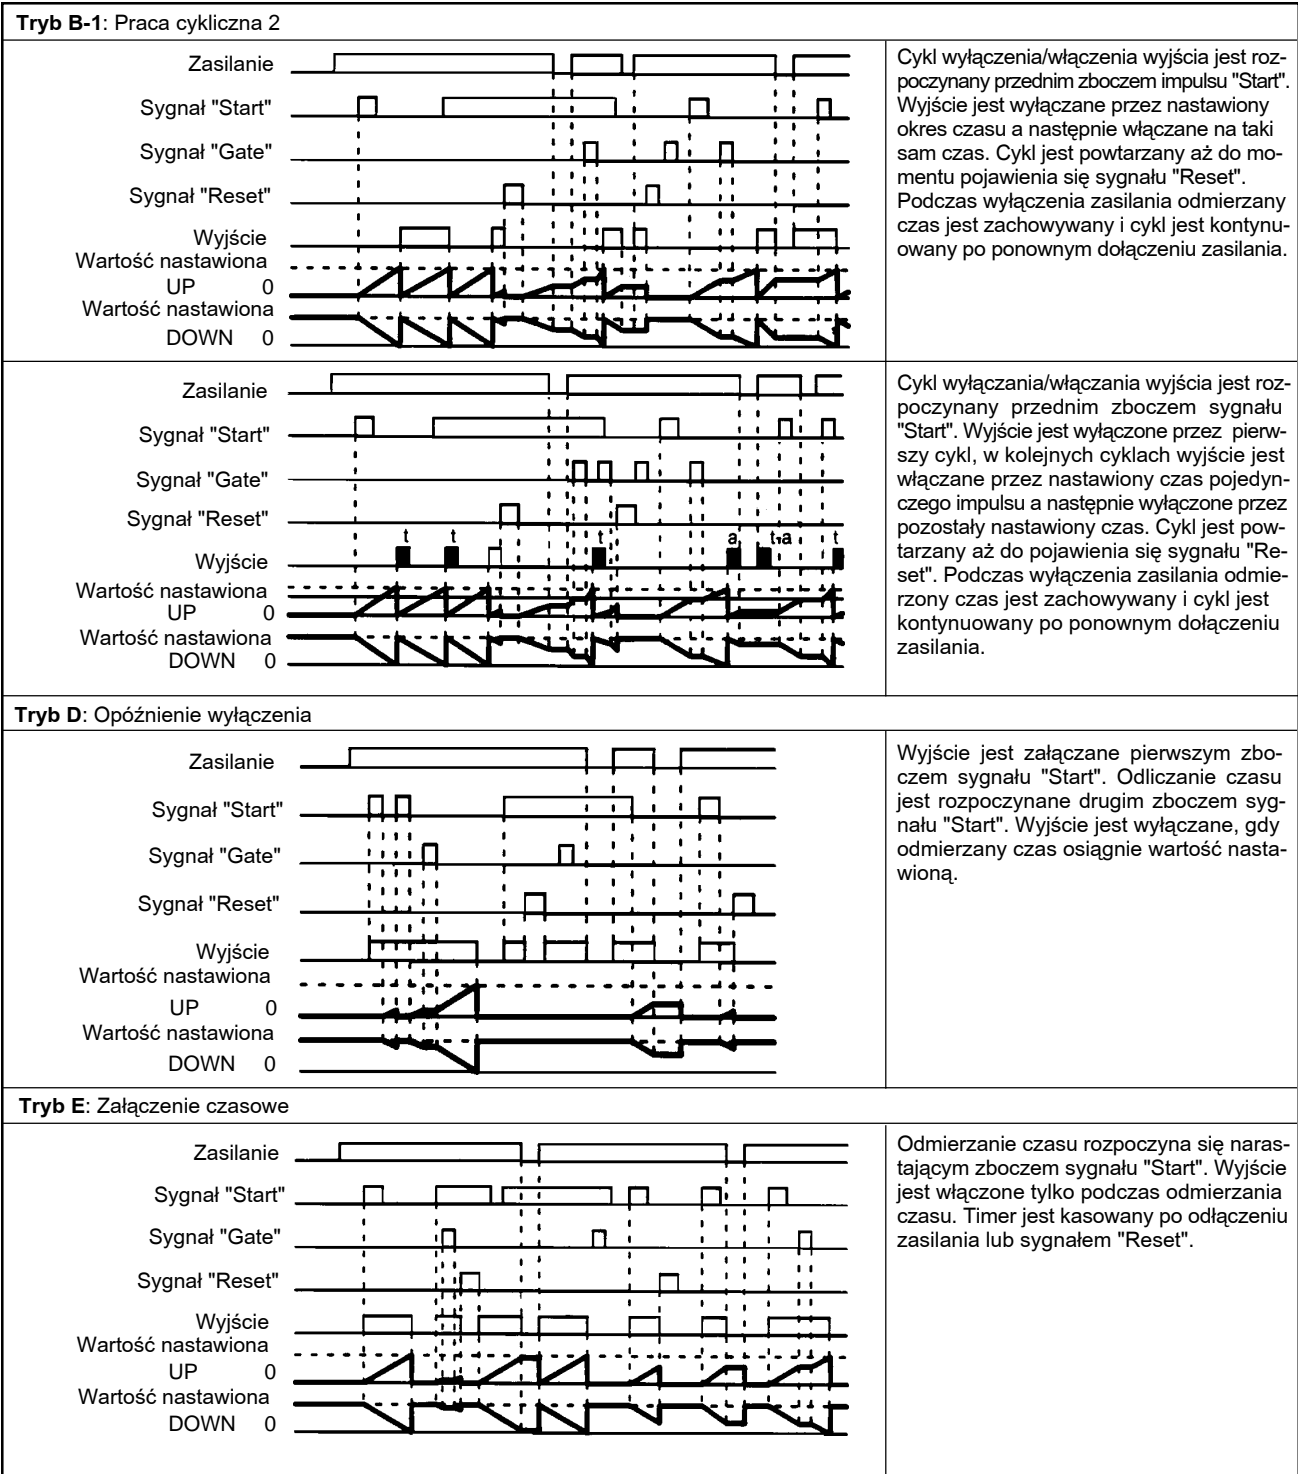 Tryb B-1: Praca cykliczna 2
Zasilanie
Sygnał "Start"
Sygnał "Gate"
Sygnał "Reset"
Wyjście
Wartość nastawiona
UP 0
Wartość nastawiona
DOWN 0
Cykl wyłączenia/włączenia wyjścia jest roz-
poczynany przednim zboczem impulsu "Start".
Wyjście jest wyłączane przez nastawiony
okres czasu a następnie włączane na taki
sam czas. Cykl jest powtarzany aż do mo-
mentu pojawienia się sygnału "Reset".
Podczas wyłączenia zasilania odmierzany
czas jest zachowywany i cykl jest kontynu-
owany po ponownym dołączeniu zasilania.
Zasilanie
Sygnał "Start"
Sygnał "Gate"
Sygnał "Reset"
t t t a t-a t
Wyjście
Wartość nastawiona
UP 0
Wartość nastawiona
DOWN 0
Cykl wyłączania/włączania wyjścia jest roz-
poczynany przednim zboczem sygnału
"Start". Wyjście jest wyłączone przez pierw-
szy cykl, w kolejnych cyklach wyjście jest
włączane przez nastawiony czas pojedyn-
czego impulsu a następnie wyłączone przez
pozostały nastawiony czas. Cykl jest pow-
tarzany aż do pojawienia się sygnału "Re-
set". Podczas wyłączenia zasilania odmie-
rzony czas jest zachowywany i cykl jest
kontynuowany po ponownym dołączeniu
zasilania.
Tryb D: Opóźnienie wyłączenia
Zasilanie
Sygnał "Start"
Sygnał "Gate"
Sygnał "Reset"
Wyjście
Wartość nastawiona
UP 0
Wartość nastawiona
DOWN 0
Wyjście jest załączane pierwszym zbo-
czem sygnału "Start". Odliczanie czasu
jest rozpoczynane drugim zboczem syg-
nału "Start". Wyjście jest wyłączane, gdy
odmierzany czas osiągnie wartość nasta-
wioną.
Tryb E: Załączenie czasowe
Zasilanie
Sygnał "Start"
Sygnał "Gate"
Sygnał "Reset"
Wyjście
Wartość nastawiona
UP 0
Wartość nastawiona
DOWN 0
Odmierzanie czasu rozpoczyna się naras-
tającym zboczem sygnału "Start". Wyjście
jest włączone tylko podczas odmierzania
czasu. Timer jest kasowany po odłączeniu
zasilania lub sygnałem "Reset".